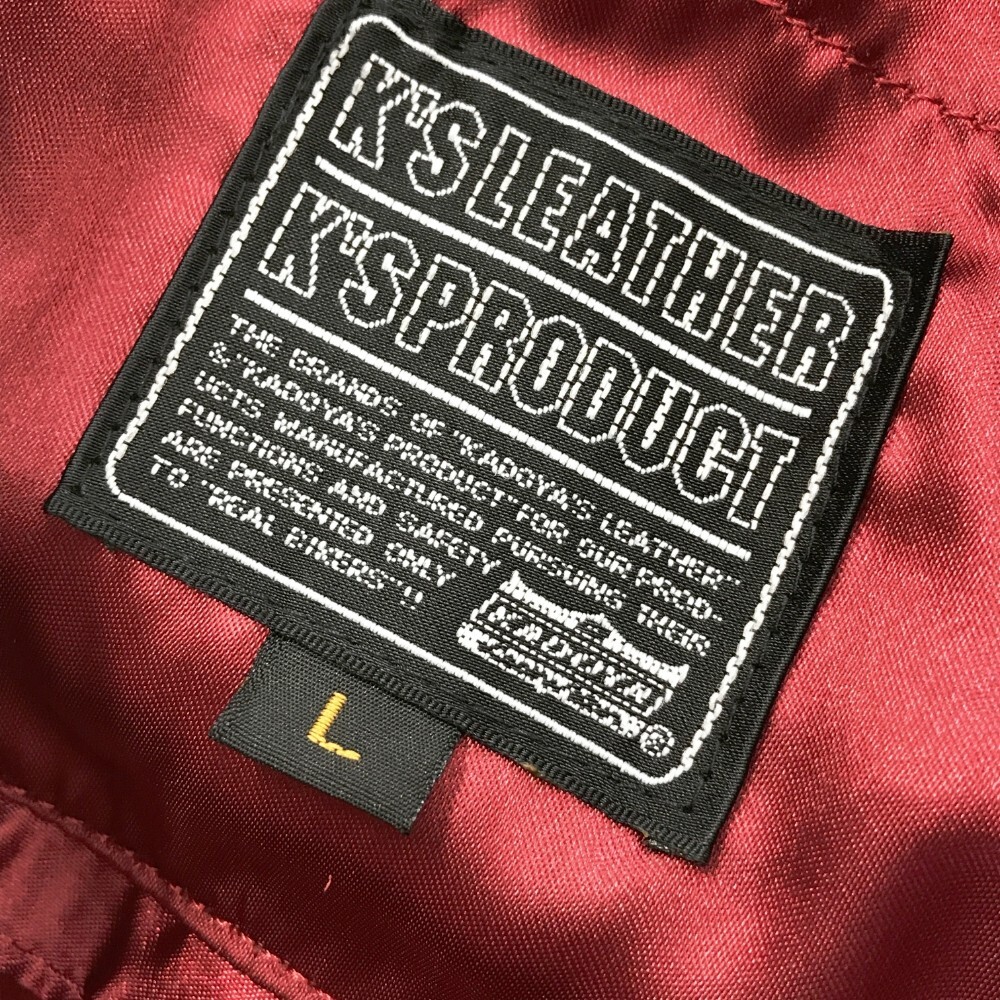 K'S LEATHER
K'S PRODUCT
THE BRANDS OF "KADOYA'S LEATHER"
& "KADOYA'S PRODUCT" FOR OUR PROD-
UCTS MANUFACTURED PURSUING THEIR
FUNCTIONS AND SAFETY
ARE PRESENTED ONLY
TO "REAL BIKERS"!!
KADOYA
®
L